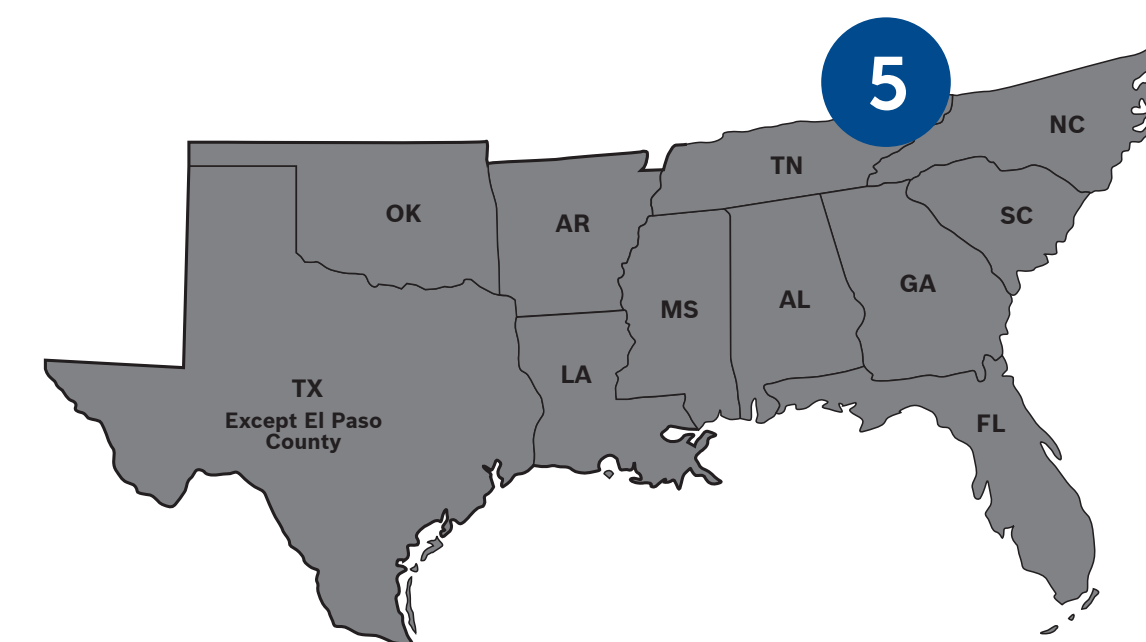 5
NC
TN
OK
SC
AR
GA
AL
MS
LA
TX
Except El Paso
County
FL